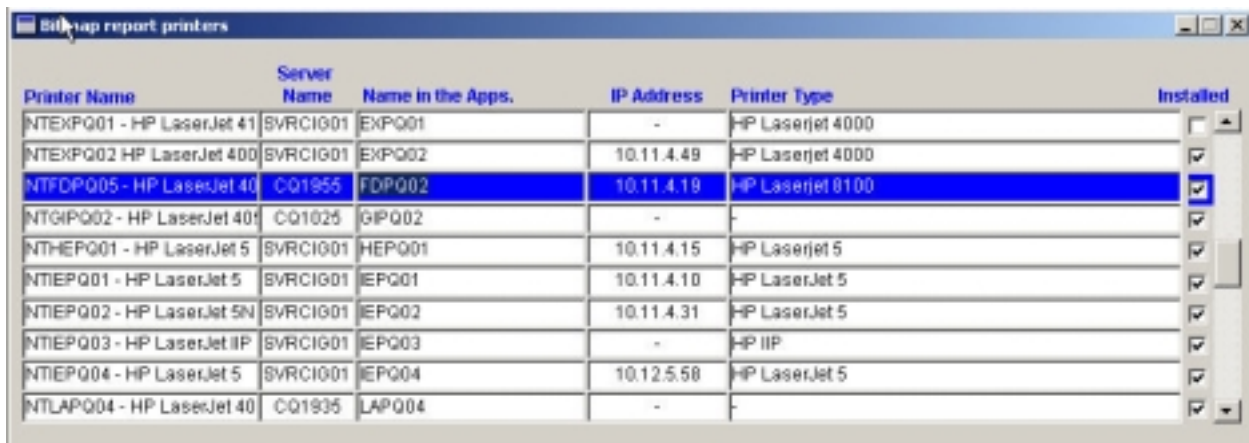 Bitmap report printers
Printer Name Server Name Name in the Apps. IP Address Printer Type Installed
NTEXPQ01 - HP LaserJet 41 SVRCIG01 EXPQ01 - HP Laserjet 4000
NTEXPQ02 HP LaserJet 400 SVRCIG01 EXPQ02 10.11.4.49 HP Laserjet 4000
NTFDPQ05 - HP LaserJet 40 CQ1955 FDPQ02 10.11.4.19 HP Laserjet 8100
NTGIPQ02 - HP LaserJet 405 CQ1025 GIPQ02 - -
NTHEPQ01 - HP LaserJet 5 SVRCIG01 HEPQ01 10.11.4.15 HP Laserjet 5
NTIEPQ01 - HP LaserJet 5 SVRCIG01 IEPQ01 10.11.4.10 HP LaserJet 5
NTIEPQ02 - HP LaserJet 5N SVRCIG01 IEPQ02 10.11.4.31 HP LaserJet 5
NTIEPQ03 - HP LaserJet IIP SVRCIG01 IEPQ03 - HP IIP
NTIEPQ04 - HP LaserJet 5 SVRCIG01 IEPQ04 10.12.5.58 HP LaserJet 5
NTLAPQ04 - HP LaserJet 40 CQ1935 LAPQ04 - -